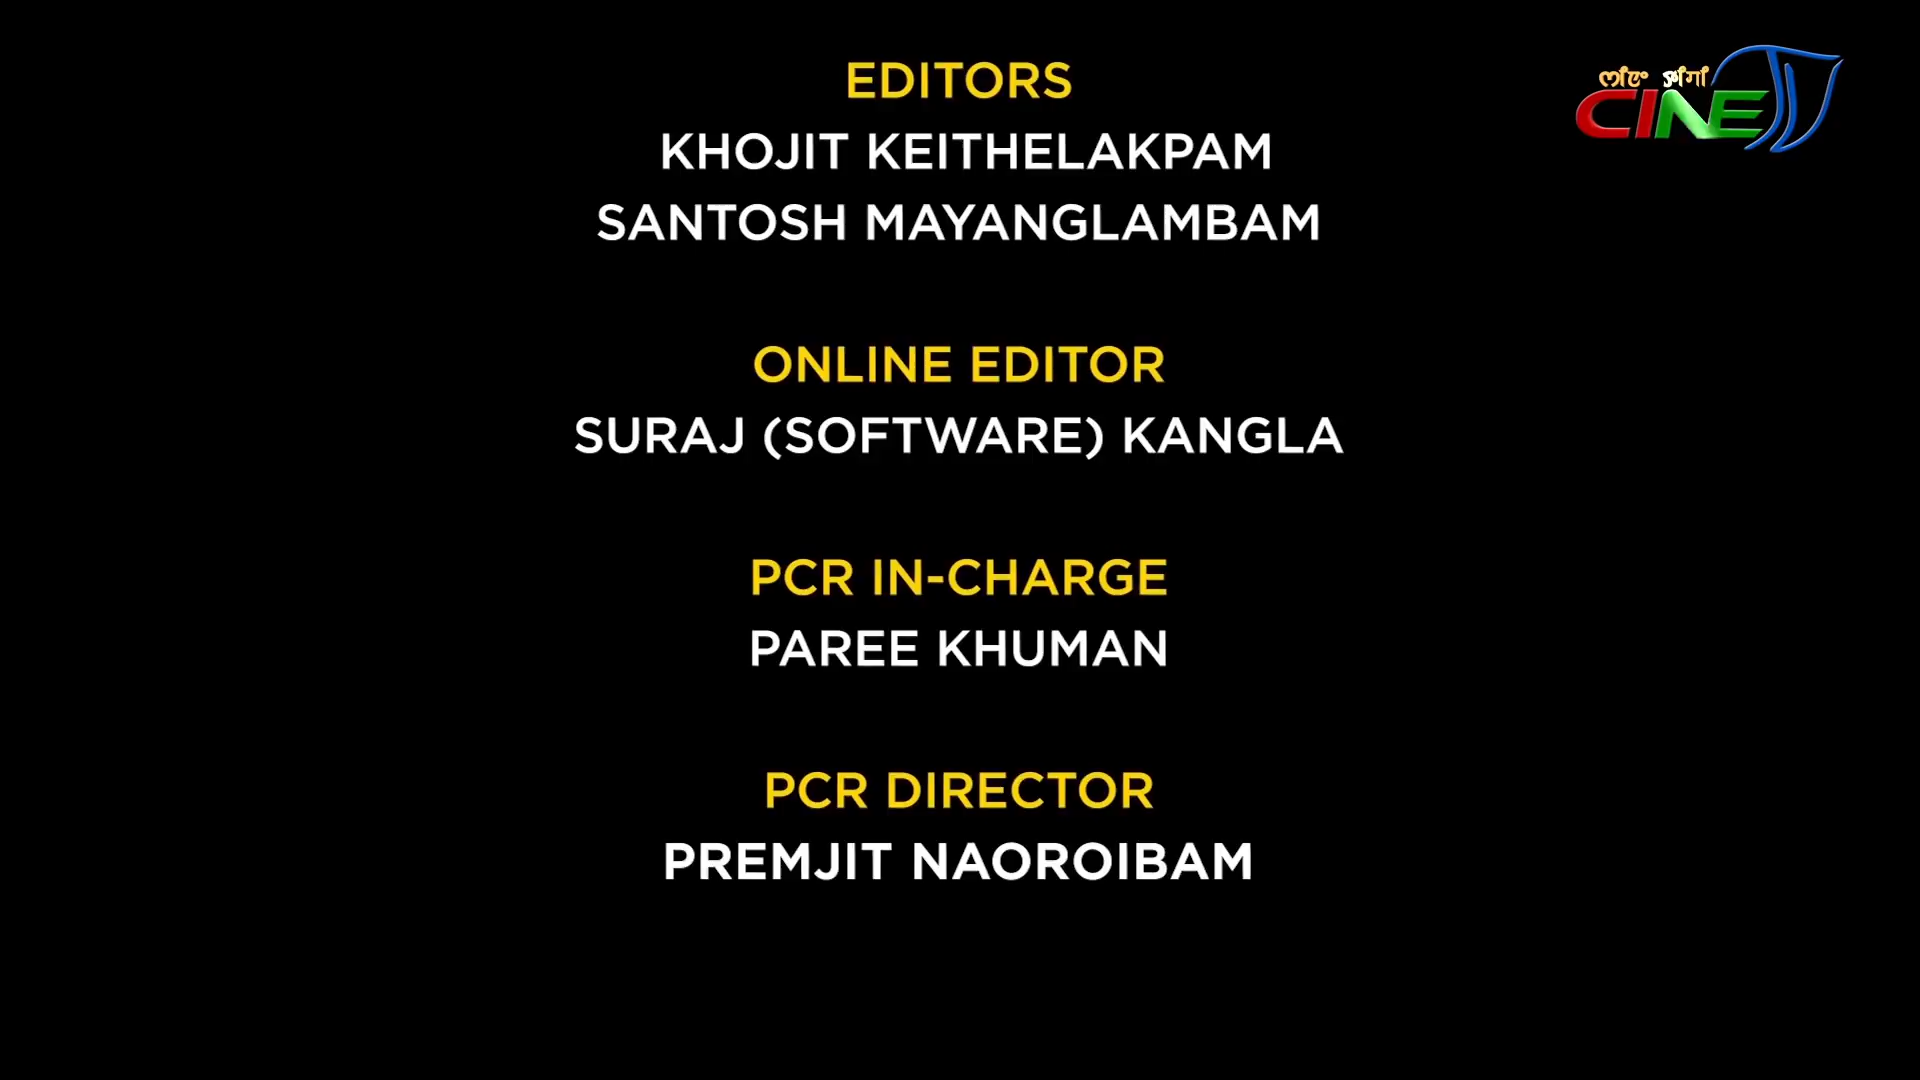 EDITORS
KHOJIT KEITHELAKPAM
SANTOSH MAYANGLAMBAM
ONLINE EDITOR
SURAJ (SOFTWARE) KANGLA
PCR IN-CHARGE
PAREE KHUMAN
PCR DIRECTOR
PREMJIT NAOROIBAM
CINE